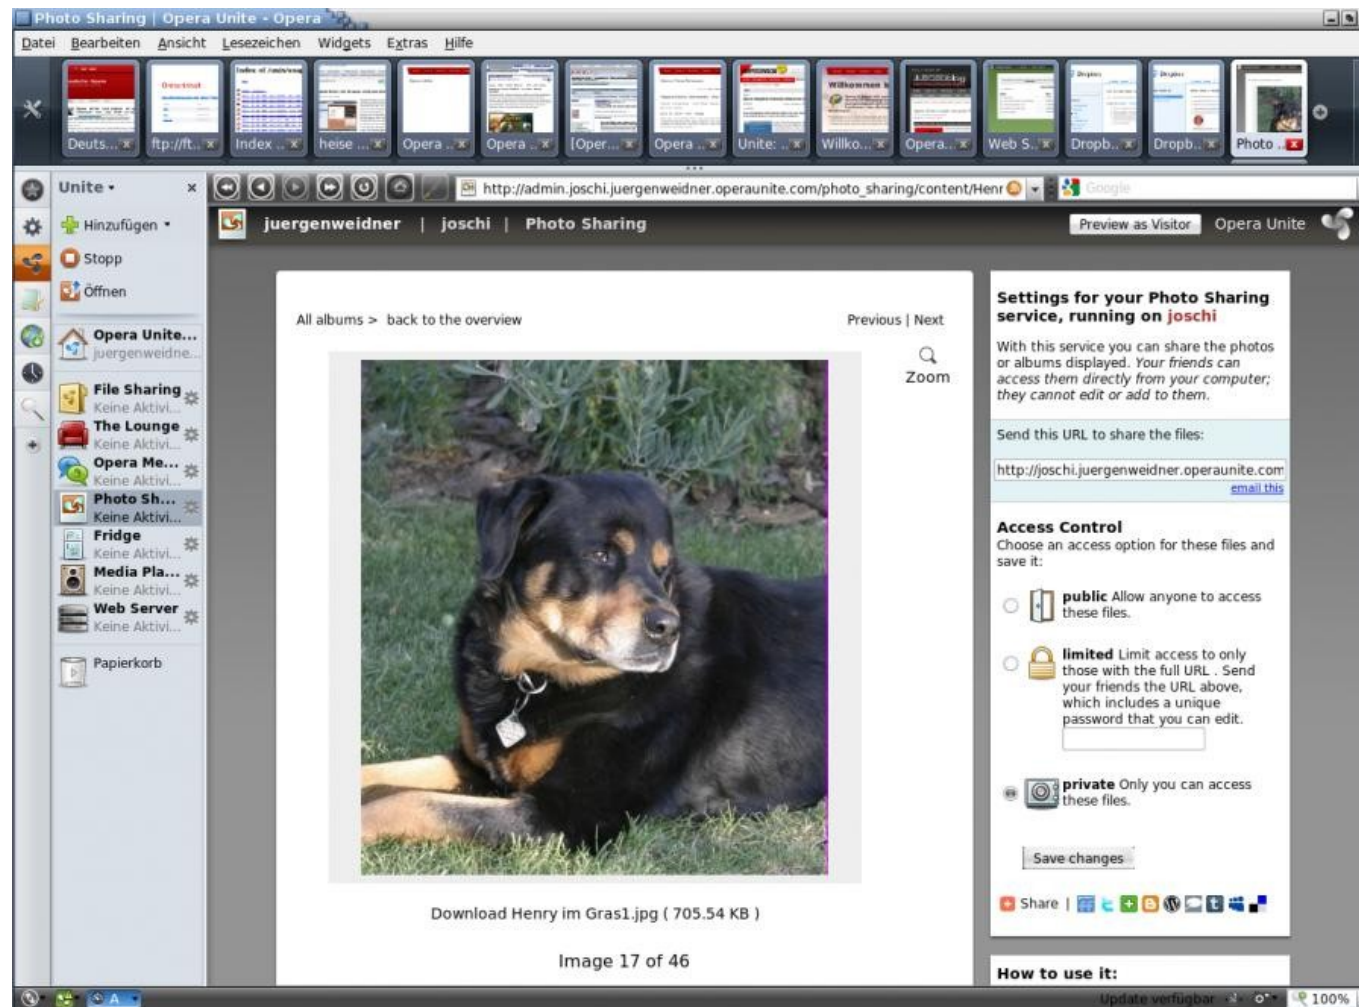 Photo Sharing | Opera Unite - Opera
Datei Bearbeiten Ansicht Lesezeichen Widgets Extras Hilfe
Deuts... ftp://ft... Index ... heise ... Opera ... Opera ... [Oper... Opera ... Unite: ... Willko... Opera... Web S... Dropb... Dropb... Photo ...
Unite
http://admin.joschi.juergenweidner.operaunite.com/photo_sharing/content/Henr
Google
Hinzufügen
Stopp
Öffnen
Opera Unite...
juergenweidne...
File Sharing
Keine Aktivi...
The Lounge
Keine Aktivi...
Opera Me...
Keine Aktivi...
Photo Sh...
Keine Aktivi...
Fridge
Keine Aktivi...
Media Pla...
Keine Aktivi...
Web Server
Keine Aktivi...
Papierkorb
juergenweidner | joschi | Photo Sharing
Preview as Visitor Opera Unite
All albums > back to the overview
Previous | Next
Zoom
Download Henry im Gras1.jpg ( 705.54 KB )
Image 17 of 46
Settings for your Photo Sharing
service, running on joschi
With this service you can share the photos
or albums displayed. Your friends can
access them directly from your computer;
they cannot edit or add to them.
Send this URL to share the files:
http://joschi.juergenweidner.operaunite.com
email this
Access Control
Choose an access option for these files and
save it:
public Allow anyone to access
these files.
limited Limit access to only
those with the full URL . Send
your friends the URL above,
which includes a unique
password that you can edit.
private Only you can access
these files.
Save changes
Share |
How to use it:
Update verfügbar
100%